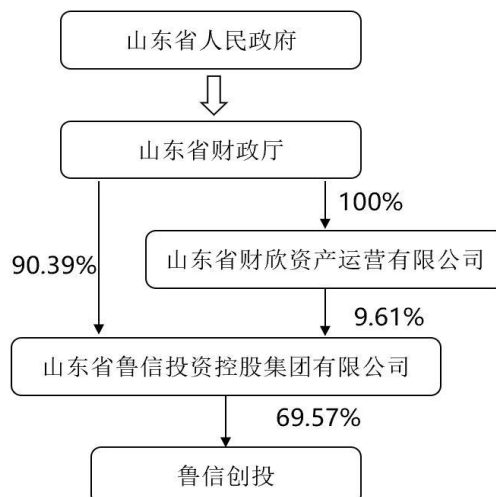 山东省人民政府
山东省财政厅
100%
山东省财欣资产运营有限公司
90.39%
9.61%
山东省鲁信投资控股集团有限公司
69.57%
鲁信创投